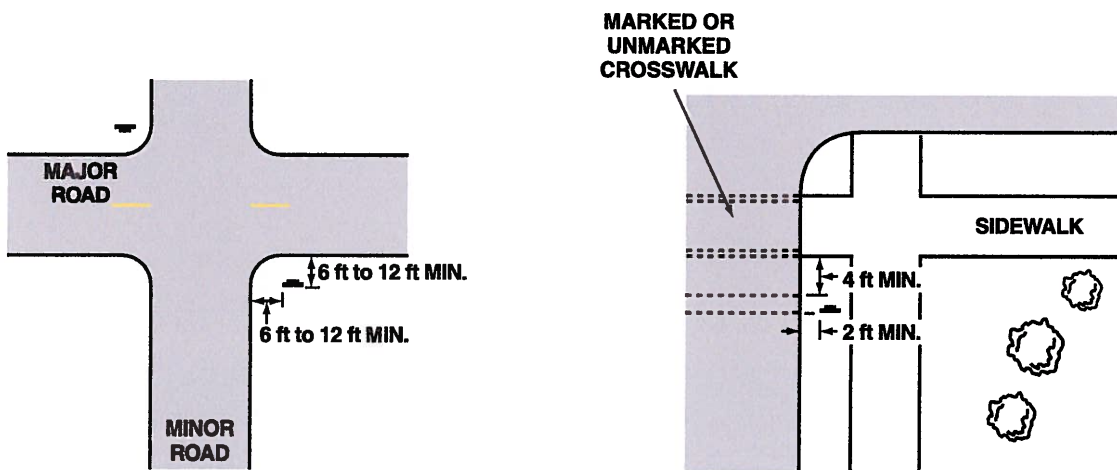 MARKED OR
UNMARKED
CROSSWALK
MAJOR
ROAD
6 ft to 12 ft MIN.
6 ft to 12 ft MIN.
MINOR
ROAD
SIDEWALK
4 ft MIN.
2 ft MIN.